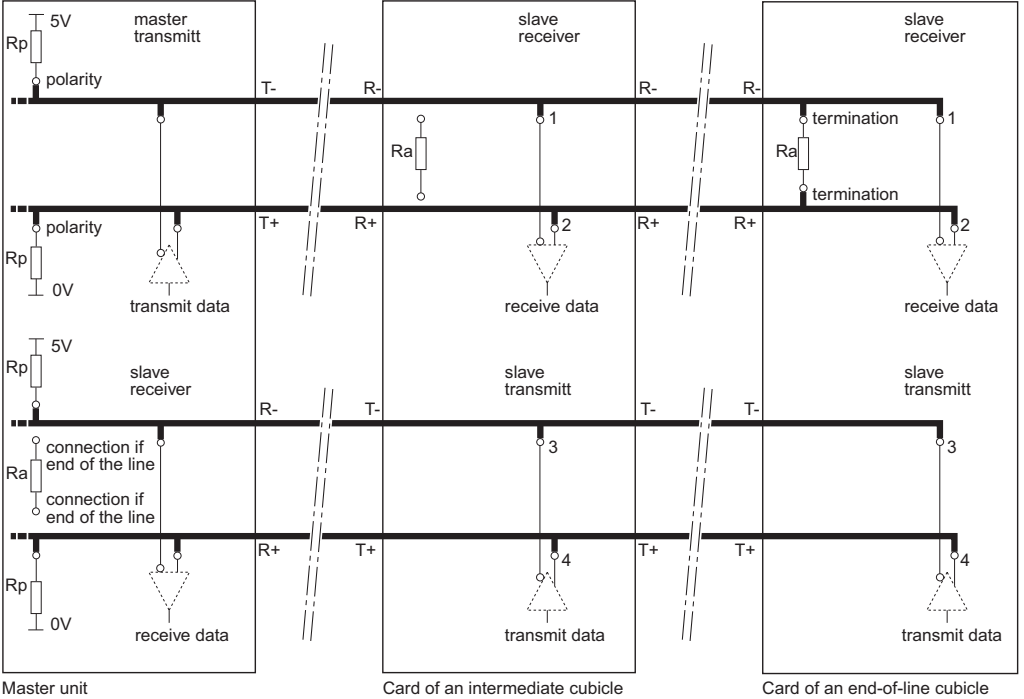 5V
master
transmitt
slave
receiver
slave
receiver
Rp
polarity
T-
R-
R-
R-
1
termination
1
Ra
Ra
termination
polarity
T+
R+
2
R+
R+
2
Rp
0V
transmit data
receive data
receive data
5V
Rp
slave
receiver
slave
transmitt
slave
transmitt
R-
T-
T-
T-
connection if
end of the line
3
3
Ra
connection if
end of the line
R+
T+
4
T+
T+
4
Rp
0V
receive data
transmit data
transmit data
Master unit
Card of an intermediate cubicle
Card of an end-of-line cubicle